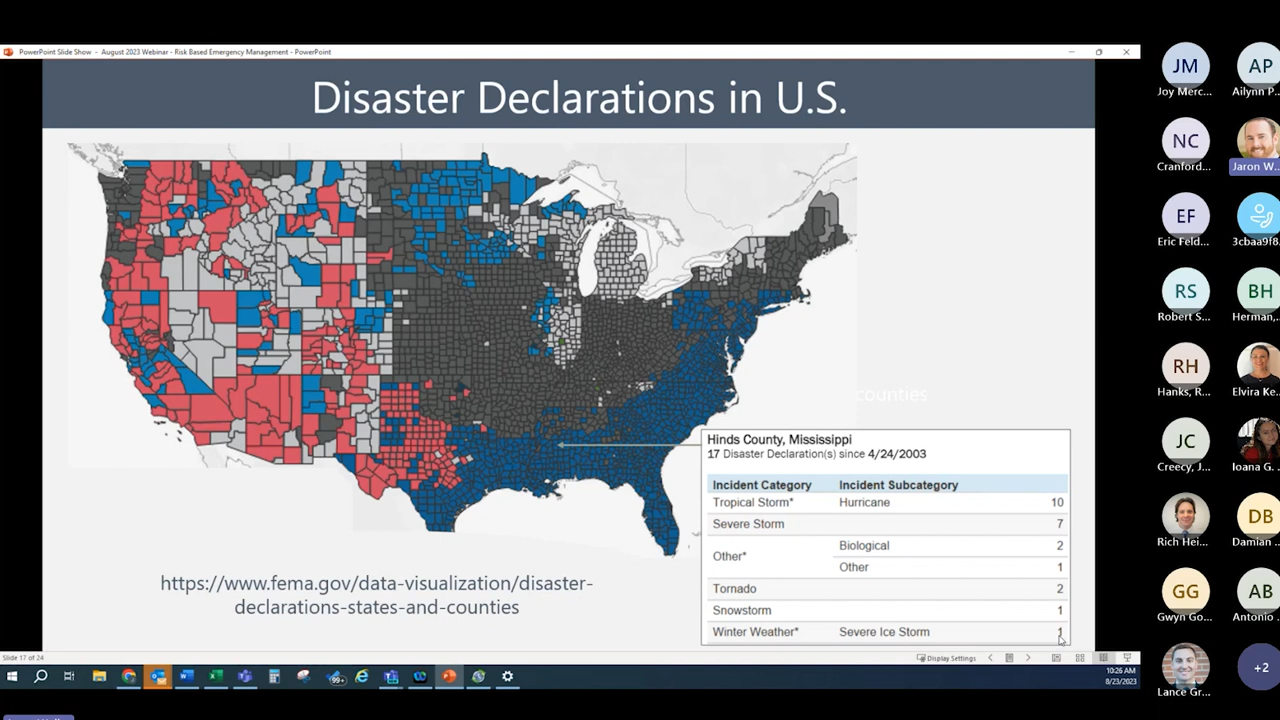 PowerPoint Slide Show - August 2023 Webinar - Risk Based Emergency Management - PowerPoint
Disaster Declarations in U.S.
counties
Hinds County, Mississippi
17 Disaster Declaration(s) since 4/24/2003
Incident Category Incident Subcategory
Tropical Storm* Hurricane 10
Severe Storm 7
Other* Biological 2
Other 1
Tornado 2
Snowstorm 1
Winter Weather* Severe Ice Storm 1
https://www.fema.gov/data-visualization/disaster-
declarations-states-and-counties
Slide 17 of 24
Display Settings
99+
10:26 AM
8/23/2023
JM
Joy Merc...
AP
Ailynn P...
NC
Cranford...
Jaron W...
EF
Eric Feld...
3cbaa9f8
RS
Robert S...
BH
Herman,...
RH
Hanks, R...
Elvira Ke...
JC
Creecy, J...
Ioana G. ...
Rich Hei...
DB
Damian ...
GG
Gwyn Go...
AB
Antonio ...
Lance Gr...
+2